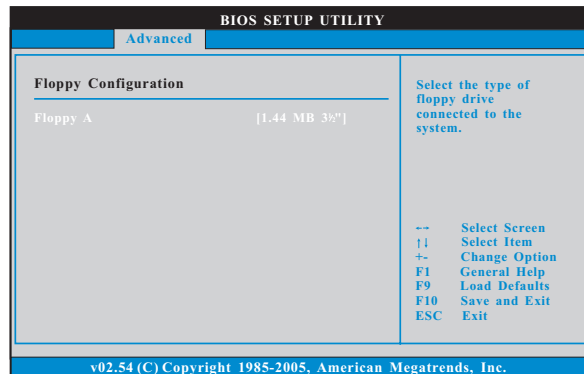 BIOS SETUP UTILITY
Advanced
Floppy Configuration
Floppy A [1.44 MB 3½"]
Select the type of
floppy drive
connected to the
system.
←→ Select Screen
↑↓ Select Item
+- Change Option
F1 General Help
F9 Load Defaults
F10 Save and Exit
ESC Exit
v02.54 (C) Copyright 1985-2005, American Megatrends, Inc.